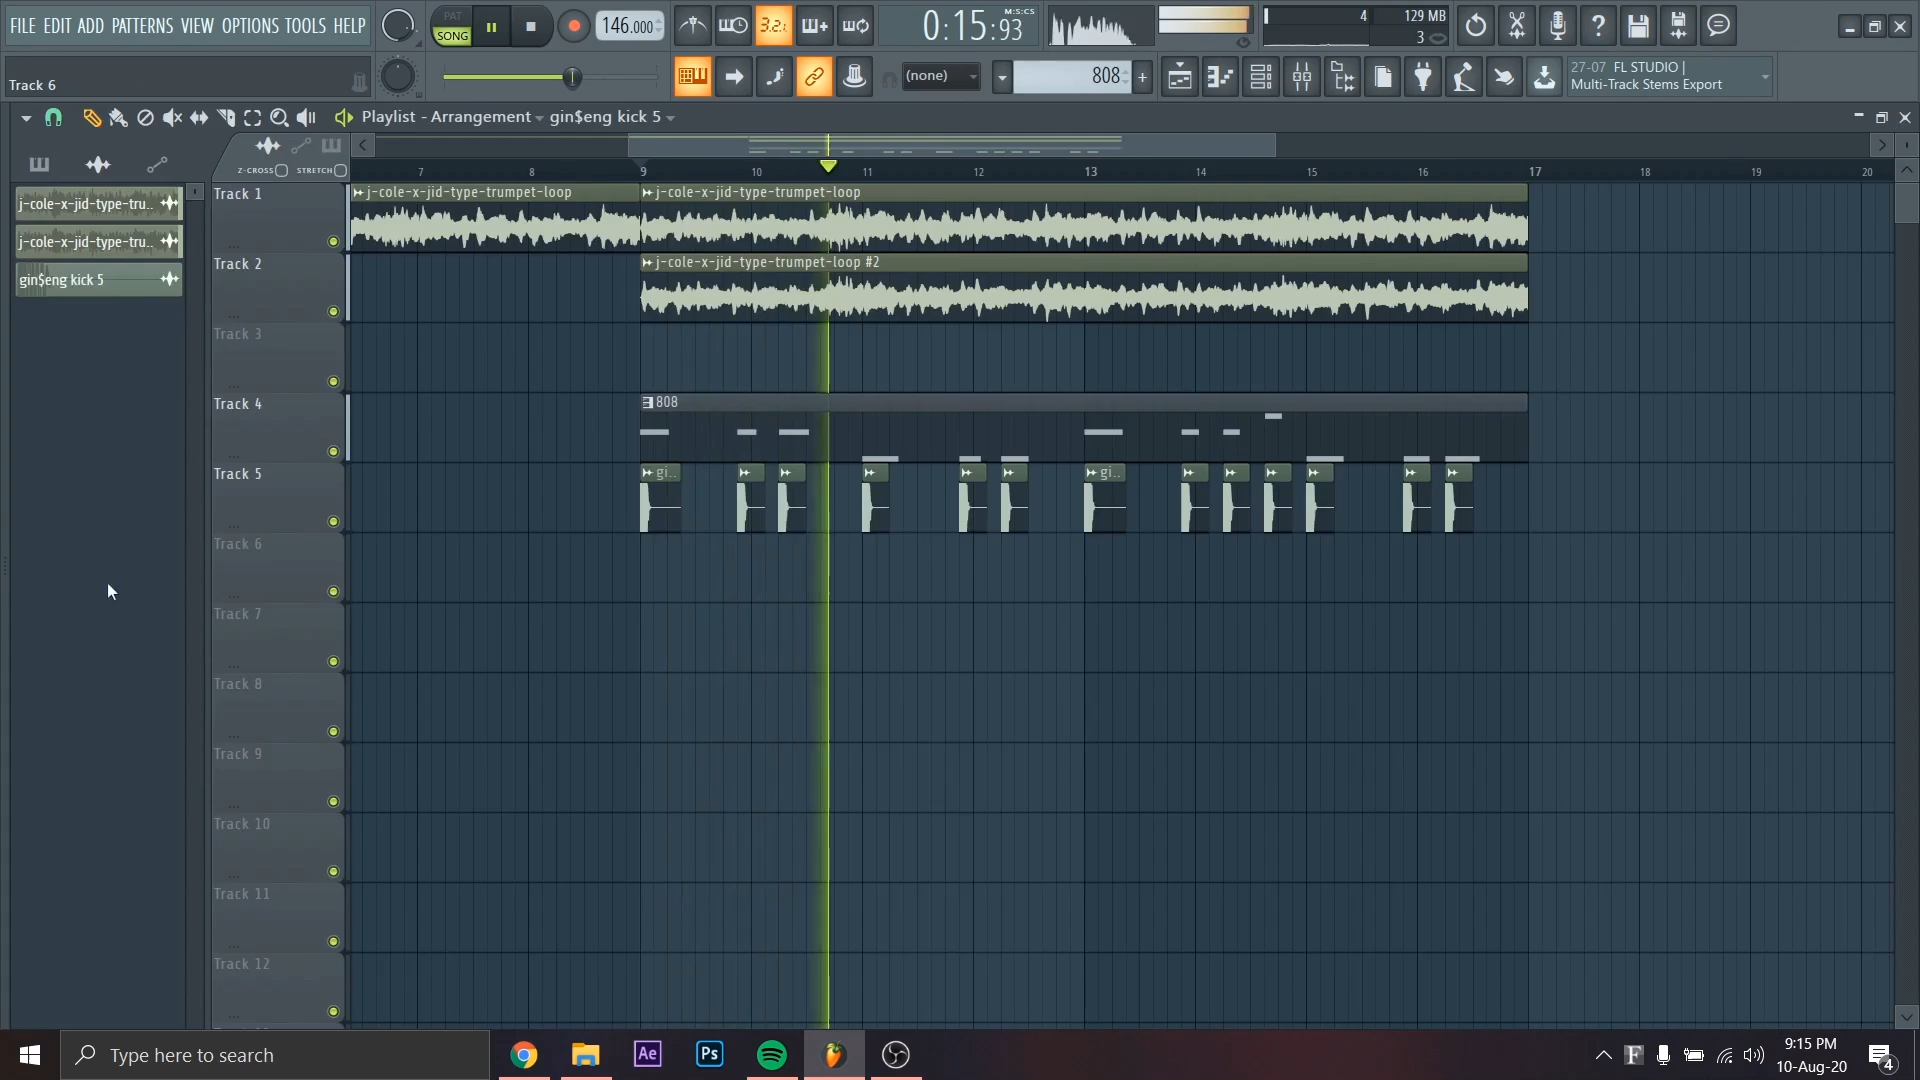 FILE EDIT ADD PATTERNS VIEW OPTIONS TOOLS HELP
PAT
SONG
146.000
3.2.
0:15:93
M:S:CS
4
129 MB
3
Track 6
(none)
808
27-07 FL STUDIO |
Multi-Track Stems Export
Playlist - Arrangement
gin$eng kick 5
Z-CROSS
STRETCH
7 8 9 10 11 12 13 14 15 16 17 18 19 20
j-cole-x-jid-type-tru..
j-cole-x-jid-type-tru..
gin$eng kick 5
Track 1
j-cole-x-jid-type-trumpet-loop
j-cole-x-jid-type-trumpet-loop
Track 2
j-cole-x-jid-type-trumpet-loop #2
Track 3
Track 4
808
Track 5
gi..
gi..
Track 6
Track 7
Track 8
Track 9
Track 10
Track 11
Track 12
Type here to search
Ae
Ps
F
9:15 PM
10-Aug-20
4